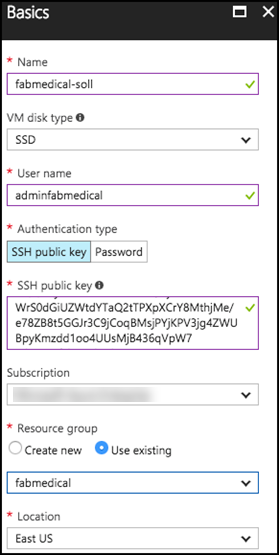 Basics
* Name
fabmedical-soll
VM disk type
SSD
* User name
adminfabmedical
* Authentication type
SSH public key Password
* SSH public key
WrS0dGiUZWtdYTaQ2tTPXpXCrY8MthjMe/
e78ZB8t5GGJr3C9jCoqBMsjPYjKPV3jg4ZWU
BpyKmzdd1oo4UUsMjB436qVpW7
Subscription
* Resource group
Create new Use existing
fabmedical
* Location
East US